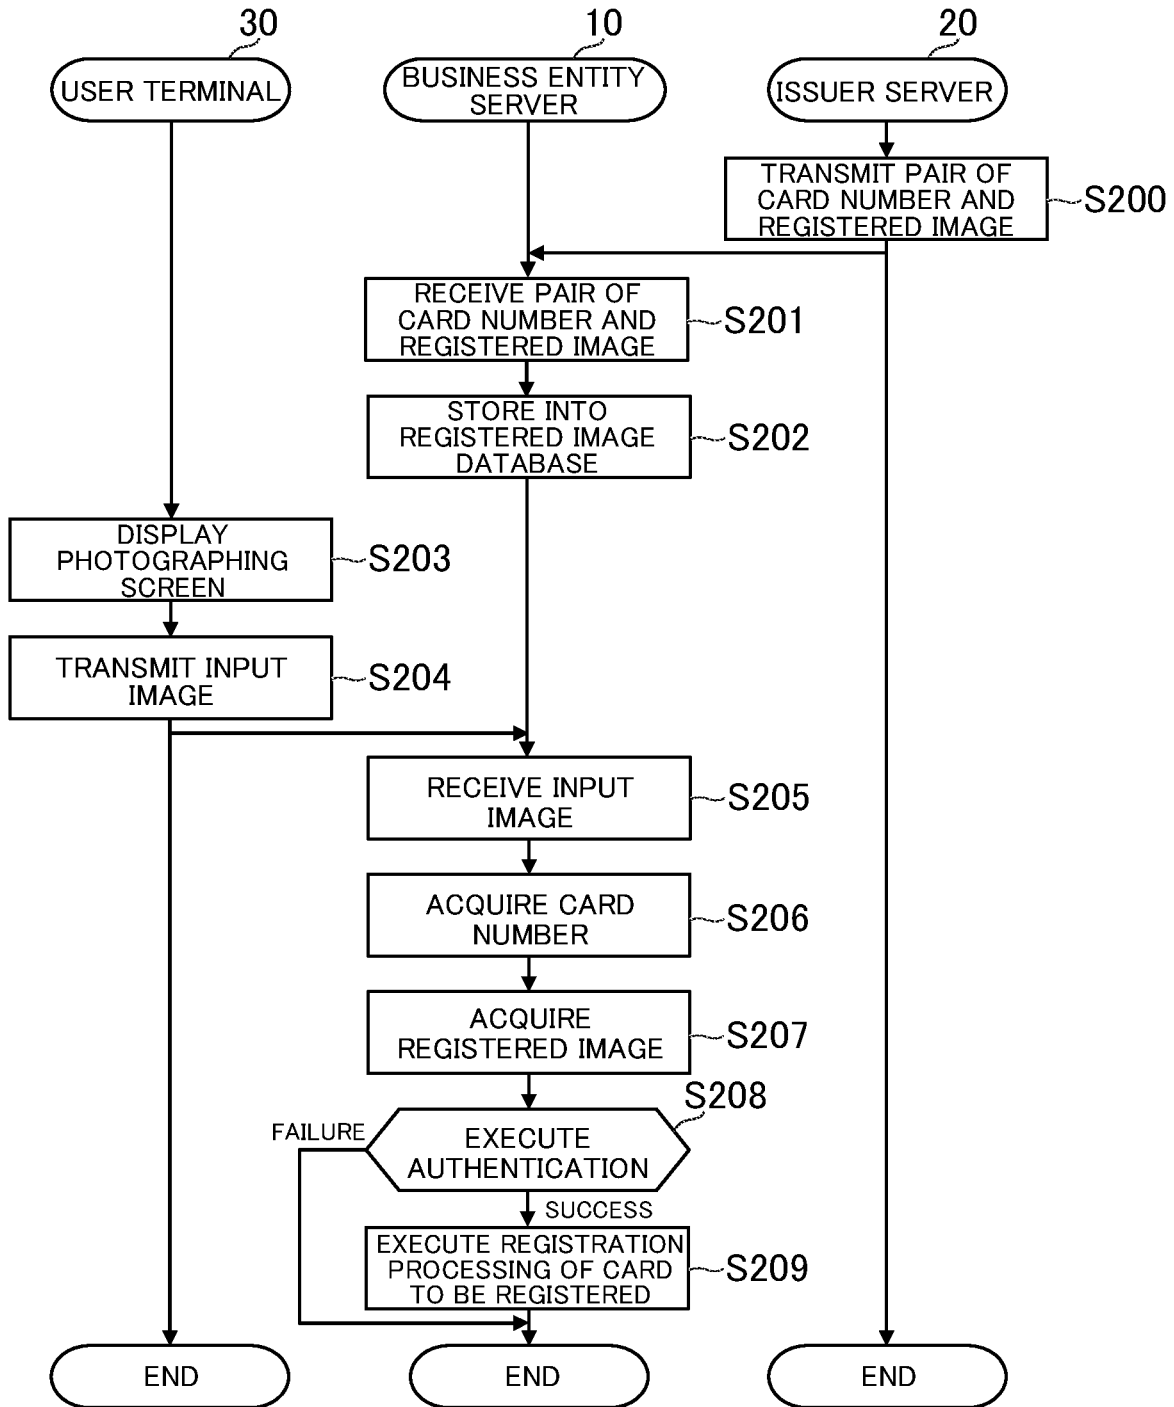 30
10
20
USER TERMINAL
BUSINESS ENTITY
SERVER
ISSUER SERVER
TRANSMIT PAIR OF
CARD NUMBER AND
REGISTERED IMAGE
S200
RECEIVE PAIR OF
CARD NUMBER AND
REGISTERED IMAGE
S201
STORE INTO
REGISTERED IMAGE
DATABASE
S202
DISPLAY
PHOTOGRAPHING
SCREEN
S203
TRANSMIT INPUT
IMAGE
S204
RECEIVE INPUT
IMAGE
S205
ACQUIRE CARD
NUMBER
S206
ACQUIRE
REGISTERED IMAGE
S207
S208
FAILURE
EXECUTE
AUTHENTICATION
SUCCESS
EXECUTE REGISTRATION
PROCESSING OF CARD
TO BE REGISTERED
S209
END
END
END